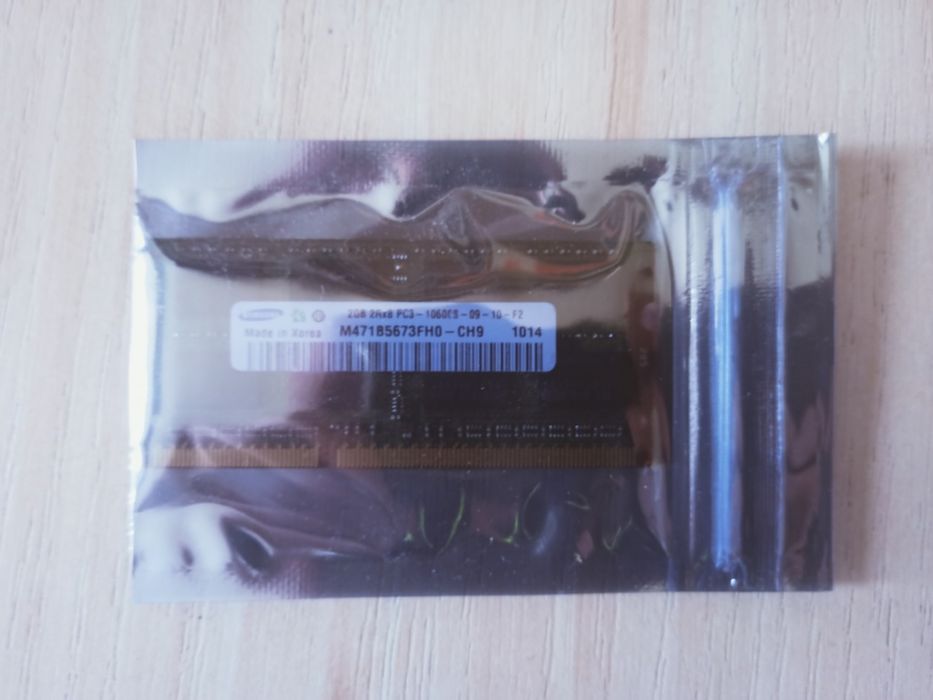 SAMSUNG 2GB 2Rx8 PC3-10600S-09-10-F2
Made in Korea M471B5673FH0-CH9 1014